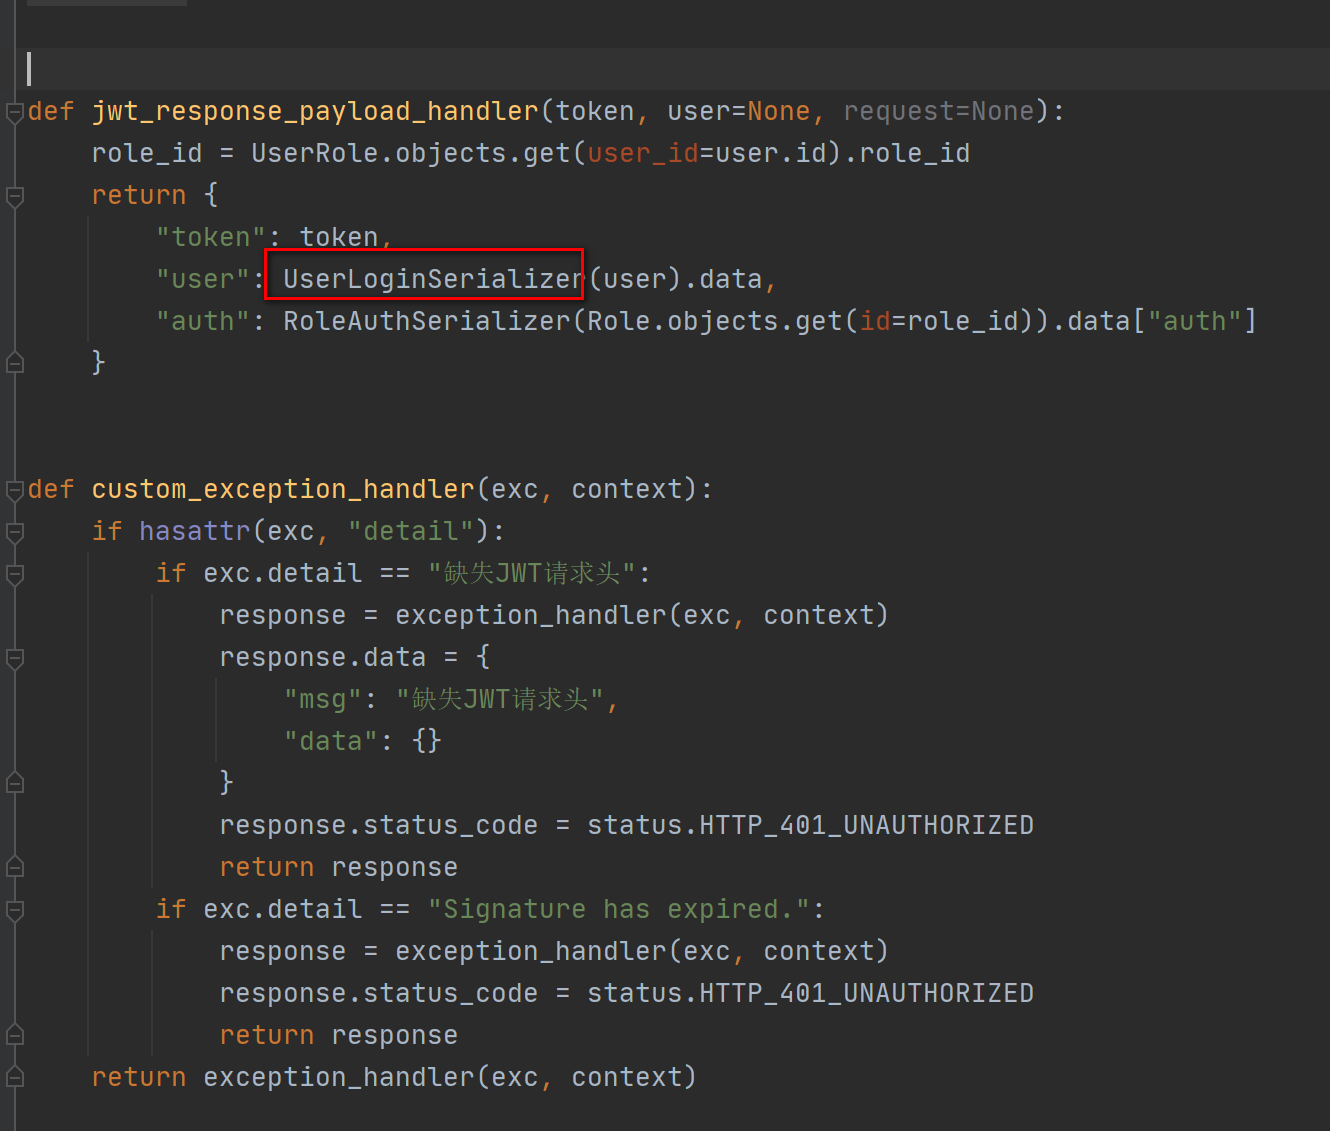 def jwt_response_payload_handler(token, user=None, request=None):
    role_id = UserRole.objects.get(user_id=user.id).role_id
    return {
        "token": token,
        "user": UserLoginSerializer(user).data,
        "auth": RoleAuthSerializer(Role.objects.get(id=role_id)).data["auth"]
    }
def custom_exception_handler(exc, context):
    if hasattr(exc, "detail"):
        if exc.detail == "缺失JWT请求头":
            response = exception_handler(exc, context)
            response.data = {
                "msg": "缺失JWT请求头",
                "data": {}
            }
            response.status_code = status.HTTP_401_UNAUTHORIZED
            return response
        if exc.detail == "Signature has expired.":
            response = exception_handler(exc, context)
            response.status_code = status.HTTP_401_UNAUTHORIZED
            return response
    return exception_handler(exc, context)